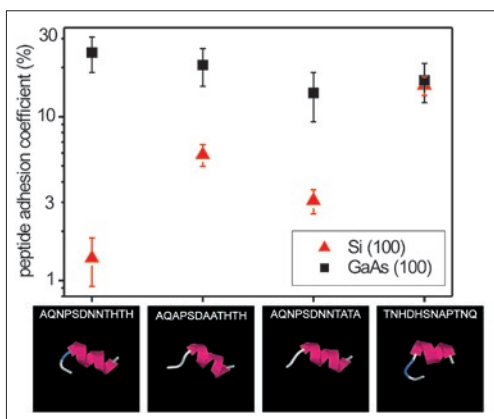 30
10
3
1
peptide adhesion coefficient (%)
Si (100)
GaAs (100)
AQNPSDNNTHTH
AQAPSDAATHTH
AQNPSDNNTATA
TNHDHSNAPTNQ